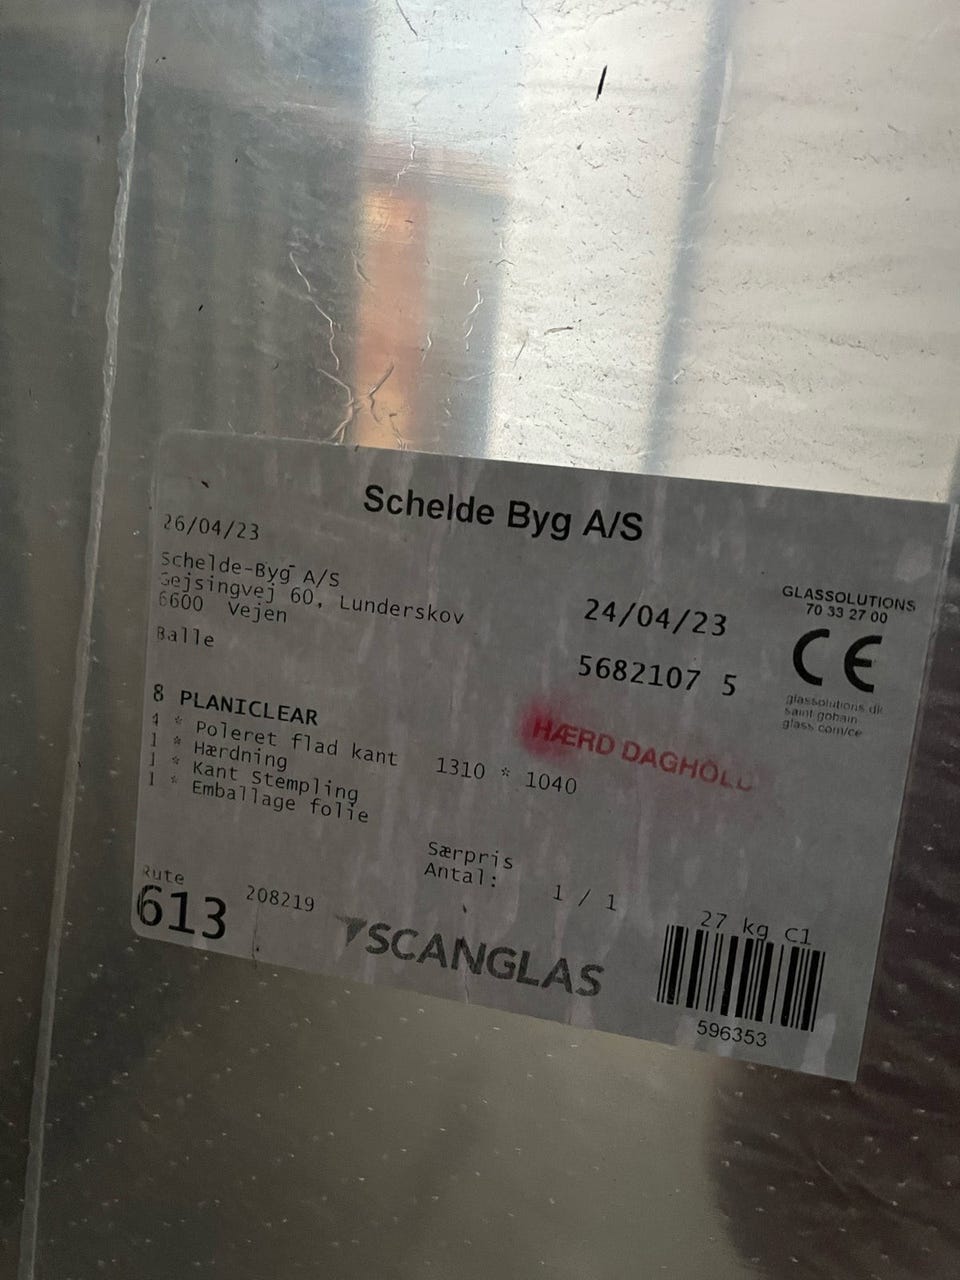 Schelde Byg A/S
26/04/23
Schelde-Byg A/S
Gejsingvej 60, Lunderskov
6600 Vejen
Balle
24/04/23
5682107 5
GLASSOLUTIONS
70 33 27 00
CE
glassolutions.dk
saint-gobain
glass.com/ce
8 PLANICLEAR
4 * Poleret flad kant 1310 * 1040
1 * Hærdning
1 * Kant Stempling
1 * Emballage folie
HÆRD DAGHOLD
Særpris
Antal: 1 / 1
Rute
613 208219
SCANGLAS
27 kg C1
596353